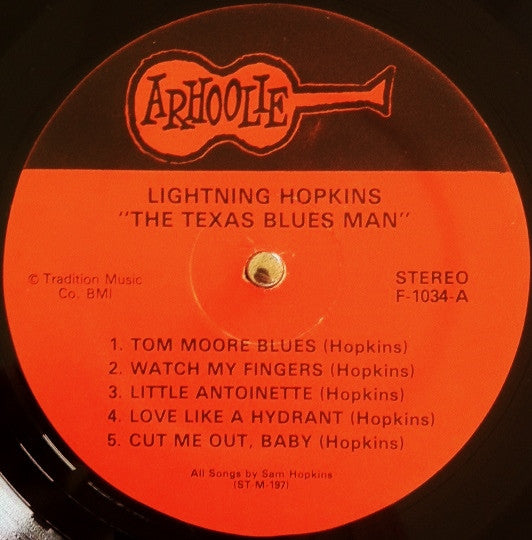 ARHOOLIE
LIGHTNING HOPKINS
"THE TEXAS BLUES MAN"
© Tradition Music
Co. BMI
STEREO
F-1034-A
1. TOM MOORE BLUES (Hopkins)
2. WATCH MY FINGERS (Hopkins)
3. LITTLE ANTOINETTE (Hopkins)
4. LOVE LIKE A HYDRANT (Hopkins)
5. CUT ME OUT, BABY (Hopkins)
All Songs by Sam Hopkins
(ST-M-197)